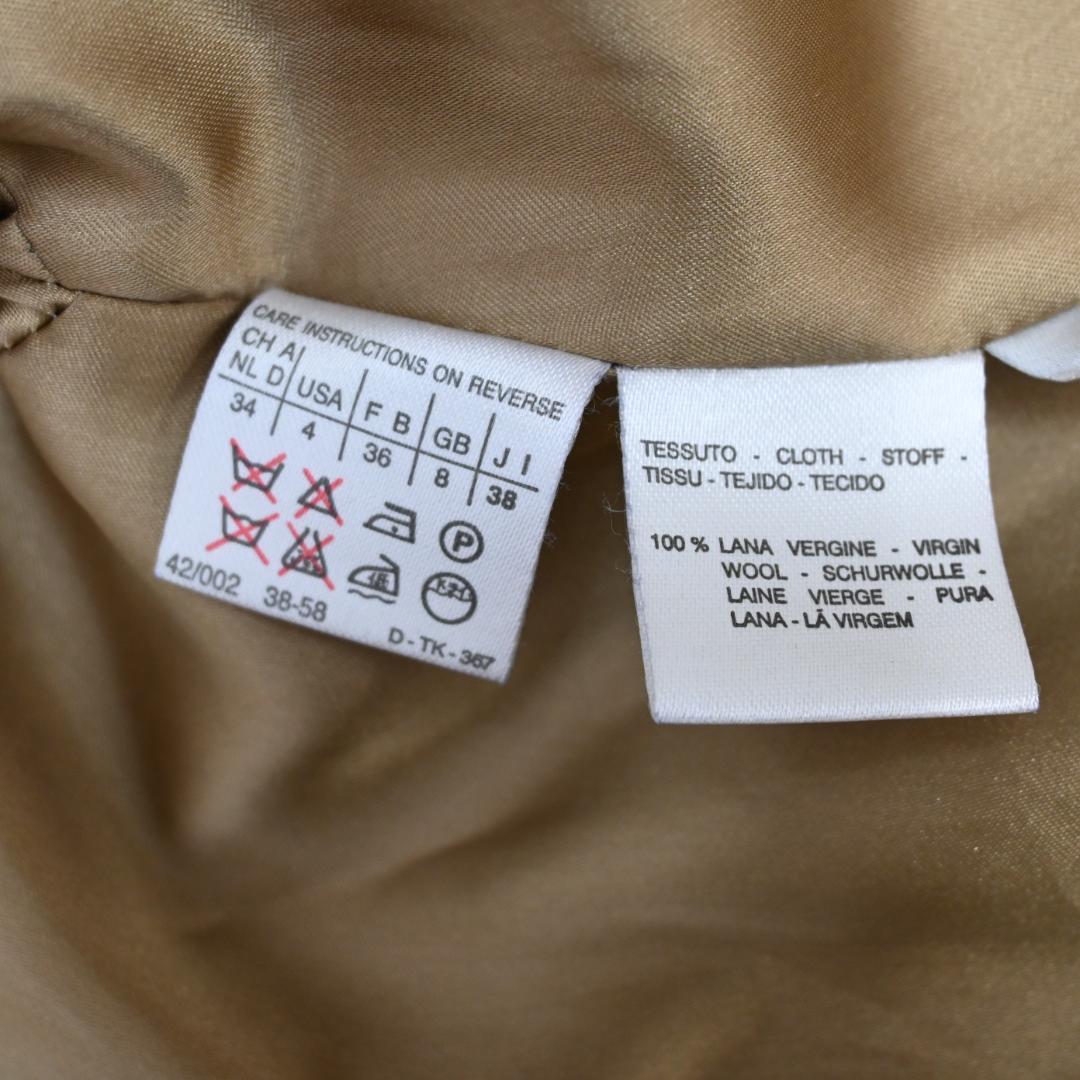 CARE INSTRUCTIONS ON REVERSE
CH A
NL D USA F B GB J I
34 4 36 8 38
P
42/002 38-58
D-TK-367
TESSUTO - CLOTH - STOFF -
TISSU - TEJIDO - TECIDO
100 % LANA VERGINE - VIRGIN
WOOL - SCHURWOLLE -
LAINE VIERGE - PURA
LANA - LÃ VIRGEM